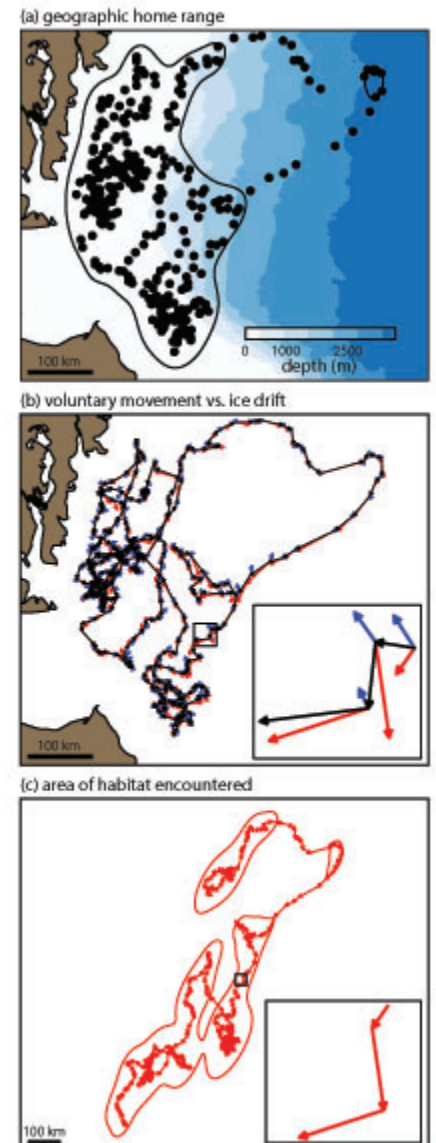 (a) geographic home range
100 km
0 1000 2500
depth (m)
(b) voluntary movement vs. ice drift
100 km
(c) area of habitat encountered
100 km